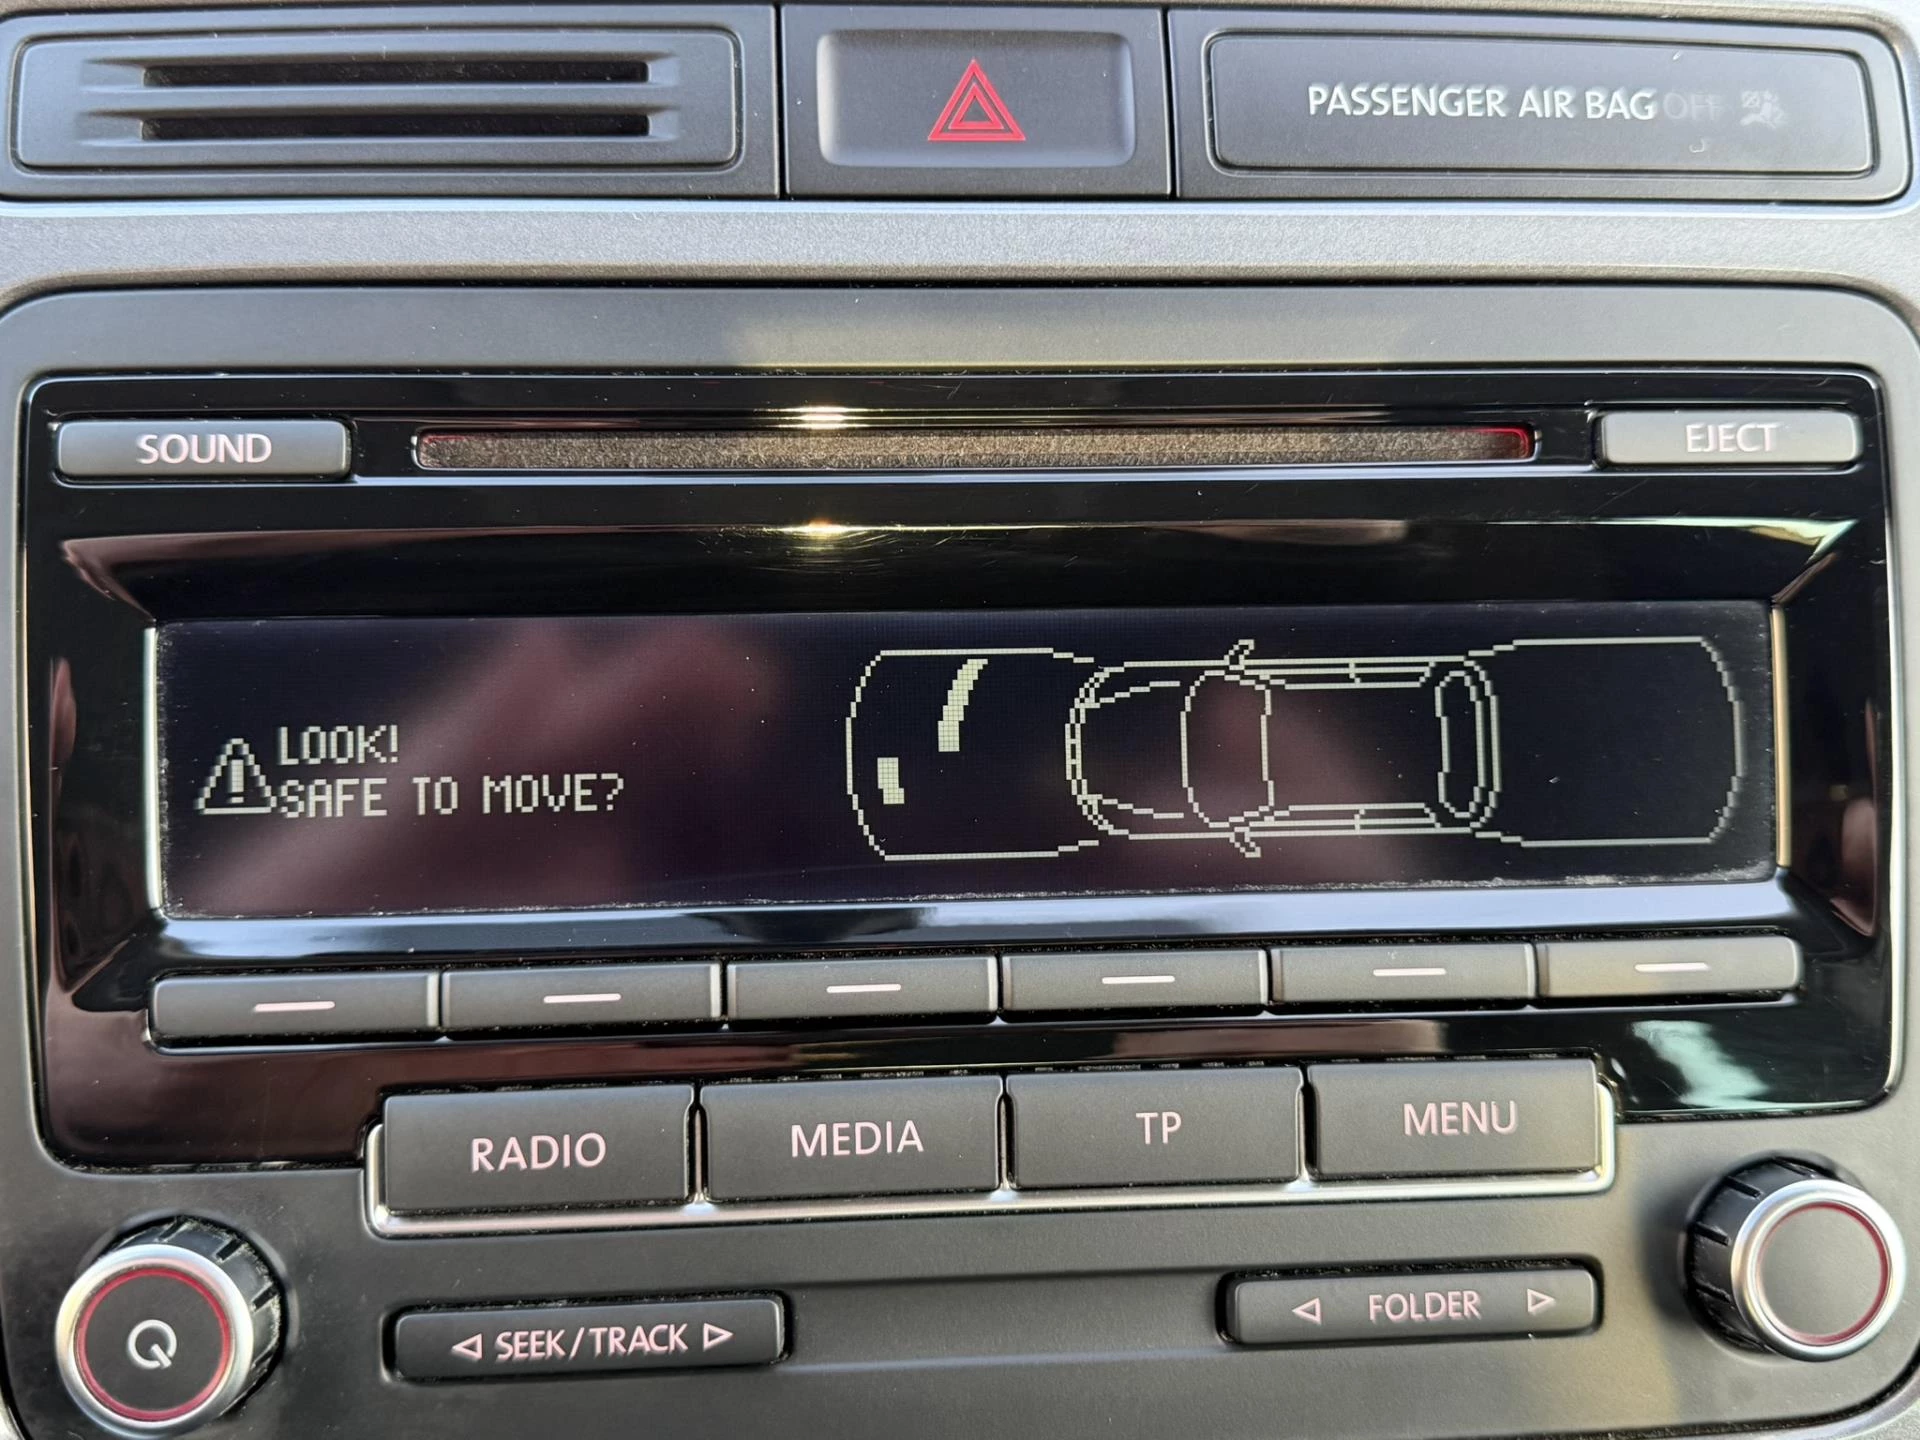 PASSENGER AIR BAG OFF
SOUND
EJECT
LOOK!
SAFE TO MOVE?
RADIO
MEDIA
TP
MENU
SEEK/TRACK
FOLDER